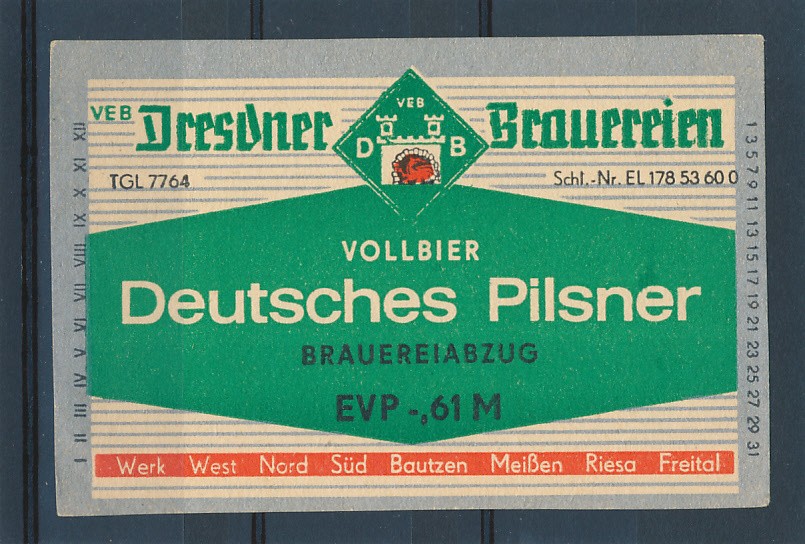 VEB Dresdner Brauereien
VEB
D B
TGL 7764
Schl.-Nr. EL 178 53 60 0
VOLLBIER
Deutsches Pilsner
BRAUEREIABZUG
EVP -,61 M
Werk West Nord Süd Bautzen Meißen Riesa Freital
I II III IV V VI VII VIII IX X XI XII
1 3 5 7 9 11 13 15 17 19 21 23 25 27 29 31